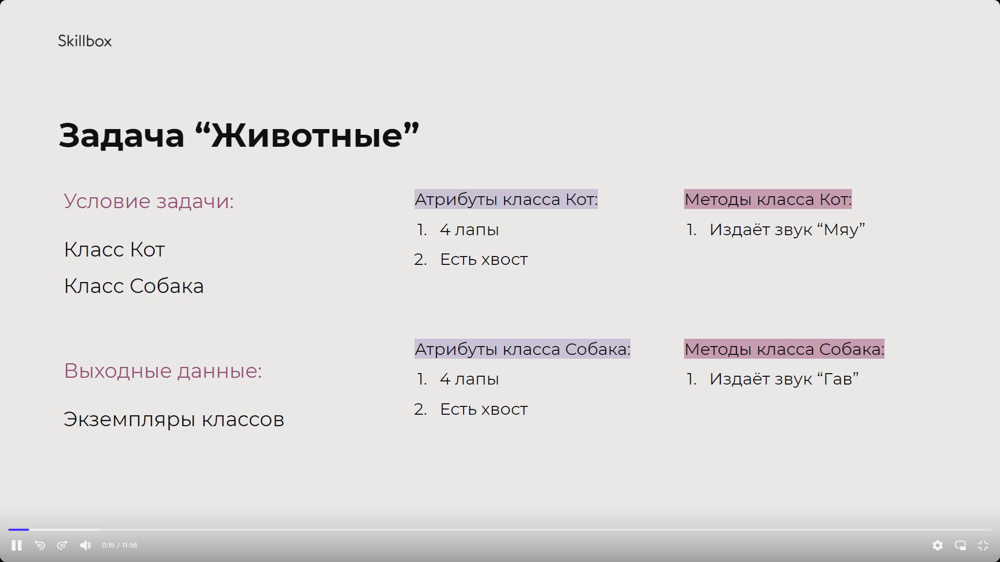 Skillbox
Задача “Животные”
Условие задачи:
Класс Кот
Класс Собака
Выходные данные:
Экземпляры классов
Атрибуты класса Кот:
1. 4 лапы
2. Есть хвост
Методы класса Кот:
1. Издаёт звук “Мяу”
Атрибуты класса Собака:
1. 4 лапы
2. Есть хвост
Методы класса Собака:
1. Издаёт звук “Гав”
10
10
0:15 / 11:56